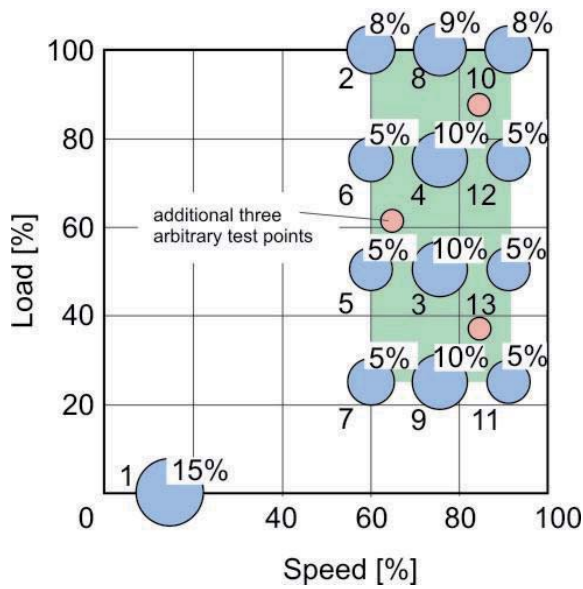 8% 9% 8%
100
2 8 10
80
5% 10% 5%
6 4 12
additional three
arbitrary test points
60
Load [%]
5% 10% 5%
5 3 13
40
5% 10% 5%
20
7 9 11
1 15%
0 40 60 80 100
Speed [%]